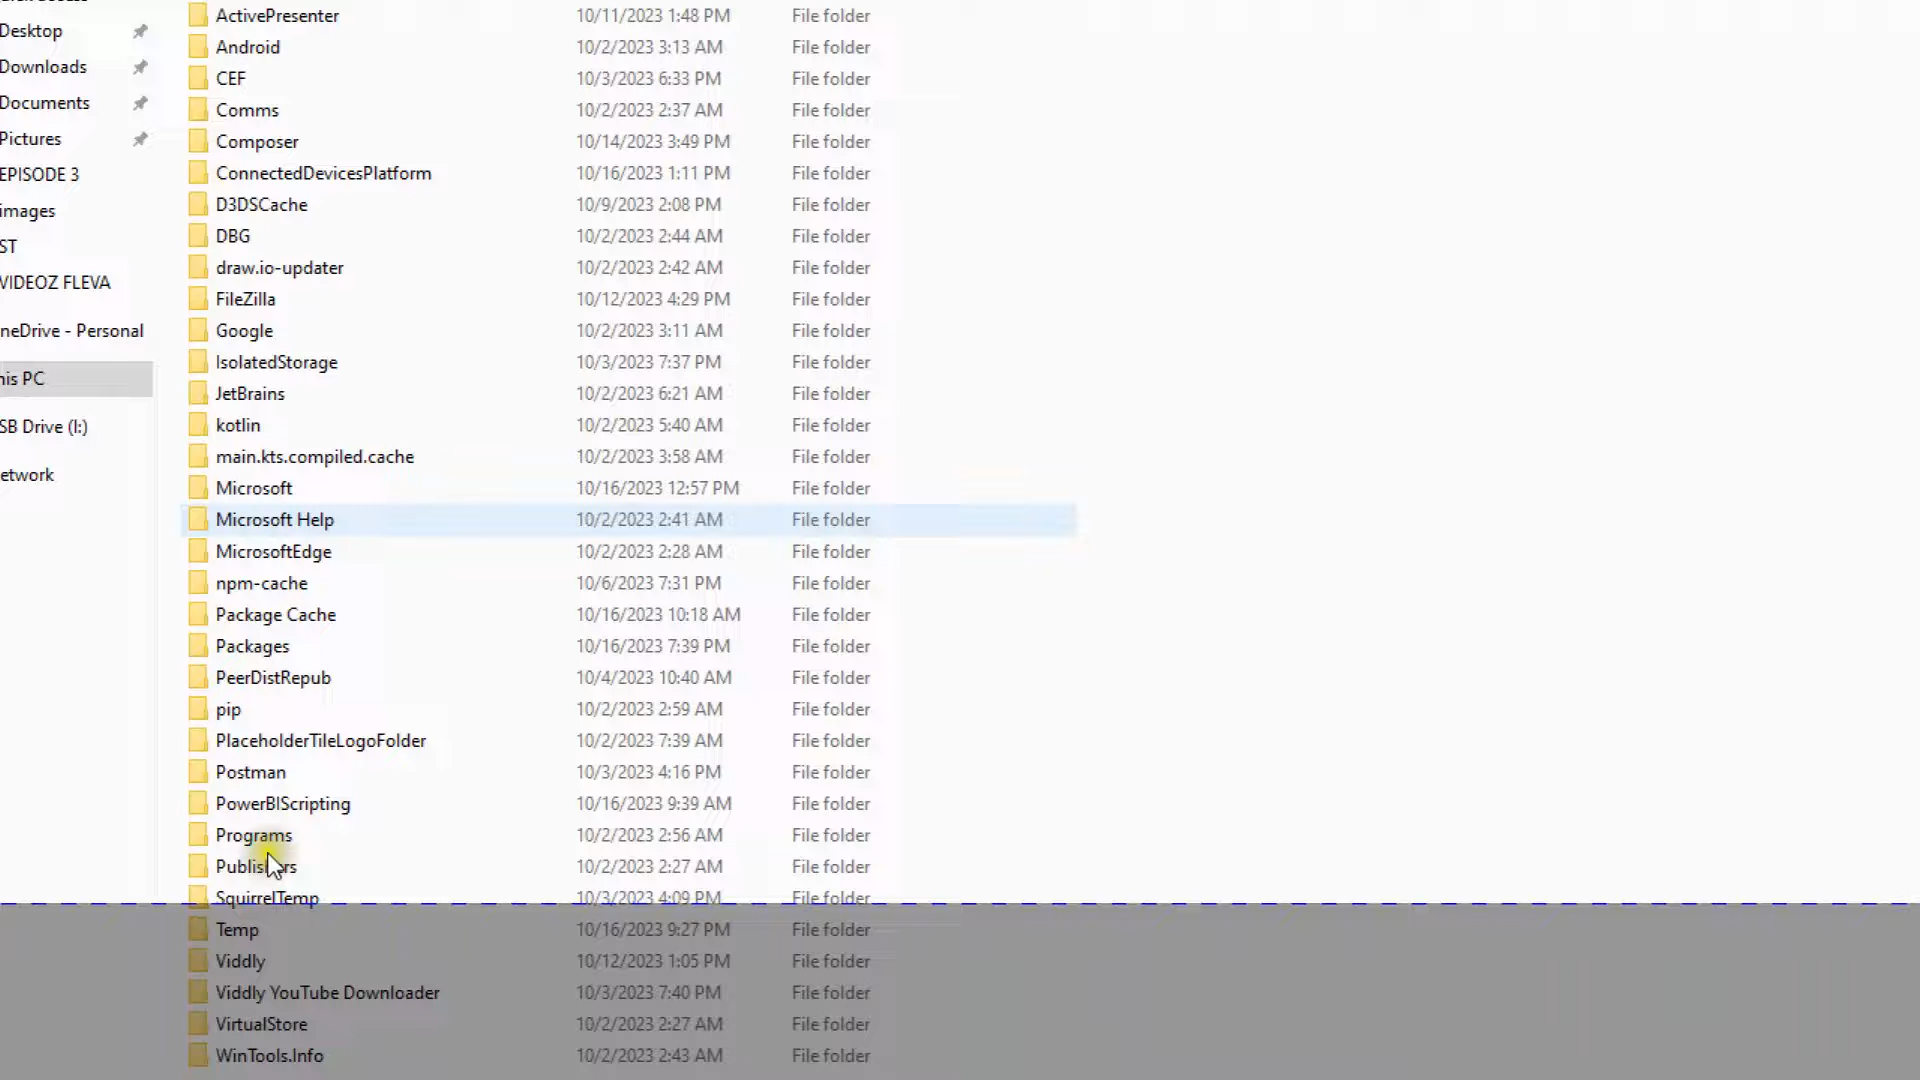 Desktop
Downloads
Documents
Pictures
EPISODE 3
images
ST
VIDEOZ FLEVA
neDrive - Personal
his PC
SB Drive (I:)
etwork
ActivePresenter 10/11/2023 1:48 PM File folder
Android 10/2/2023 3:13 AM File folder
CEF 10/3/2023 6:33 PM File folder
Comms 10/2/2023 2:37 AM File folder
Composer 10/14/2023 3:49 PM File folder
ConnectedDevicesPlatform 10/16/2023 1:11 PM File folder
D3DSCache 10/9/2023 2:08 PM File folder
DBG 10/2/2023 2:44 AM File folder
draw.io-updater 10/2/2023 2:42 AM File folder
FileZilla 10/12/2023 4:29 PM File folder
Google 10/2/2023 3:11 AM File folder
IsolatedStorage 10/3/2023 7:37 PM File folder
JetBrains 10/2/2023 6:21 AM File folder
kotlin 10/2/2023 5:40 AM File folder
main.kts.compiled.cache 10/2/2023 3:58 AM File folder
Microsoft 10/16/2023 12:57 PM File folder
Microsoft Help 10/2/2023 2:41 AM File folder
MicrosoftEdge 10/2/2023 2:28 AM File folder
npm-cache 10/6/2023 7:31 PM File folder
Package Cache 10/16/2023 10:18 AM File folder
Packages 10/16/2023 7:39 PM File folder
PeerDistRepub 10/4/2023 10:40 AM File folder
pip 10/2/2023 2:59 AM File folder
PlaceholderTileLogoFolder 10/2/2023 7:39 AM File folder
Postman 10/3/2023 4:16 PM File folder
PowerBIScripting 10/16/2023 9:39 AM File folder
Programs 10/2/2023 2:56 AM File folder
Publishers 10/2/2023 2:27 AM File folder
SquirrelTemp 10/3/2023 4:09 PM File folder
Temp 10/16/2023 9:27 PM File folder
Viddly 10/12/2023 1:05 PM File folder
Viddly YouTube Downloader 10/3/2023 7:40 PM File folder
VirtualStore 10/2/2023 2:27 AM File folder
WinTools.Info 10/2/2023 2:43 AM File folder